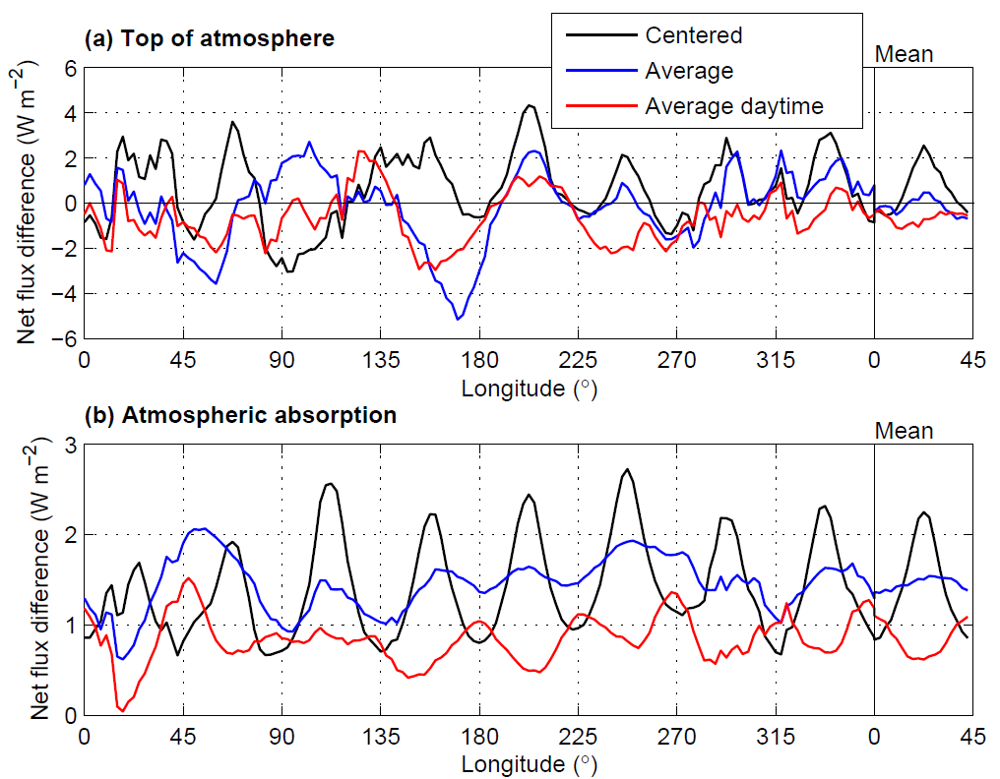 (a) Top of atmosphere
Centered
Average
Average daytime
Mean
Net flux difference (W m−2)
6
4
2
0
−2
−4
−6
0 45 90 135 180 225 270 315 0 45
Longitude (°)
(b) Atmospheric absorption
Mean
Net flux difference (W m−2)
3
2
1
0
0 45 90 135 180 225 270 315 0 45
Longitude (°)